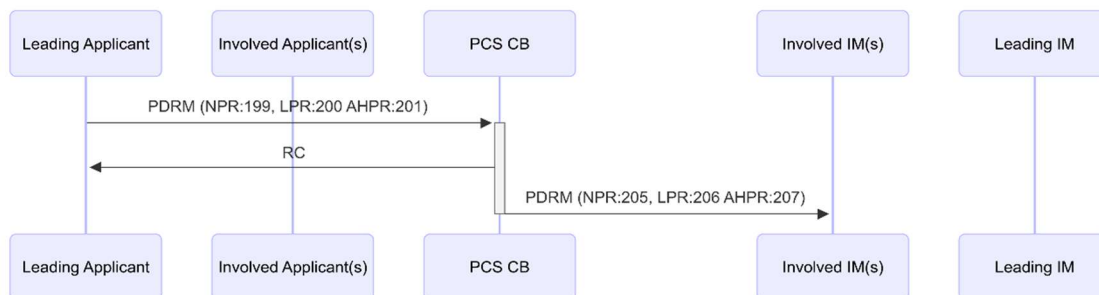 Leading Applicant
Involved Applicant(s)
PCS CB
Involved IM(s)
Leading IM
PDRM (NPR:199, LPR:200 AHPR:201)
RC
PDRM (NPR:205, LPR:206 AHPR:207)
Leading Applicant
Involved Applicant(s)
PCS CB
Involved IM(s)
Leading IM